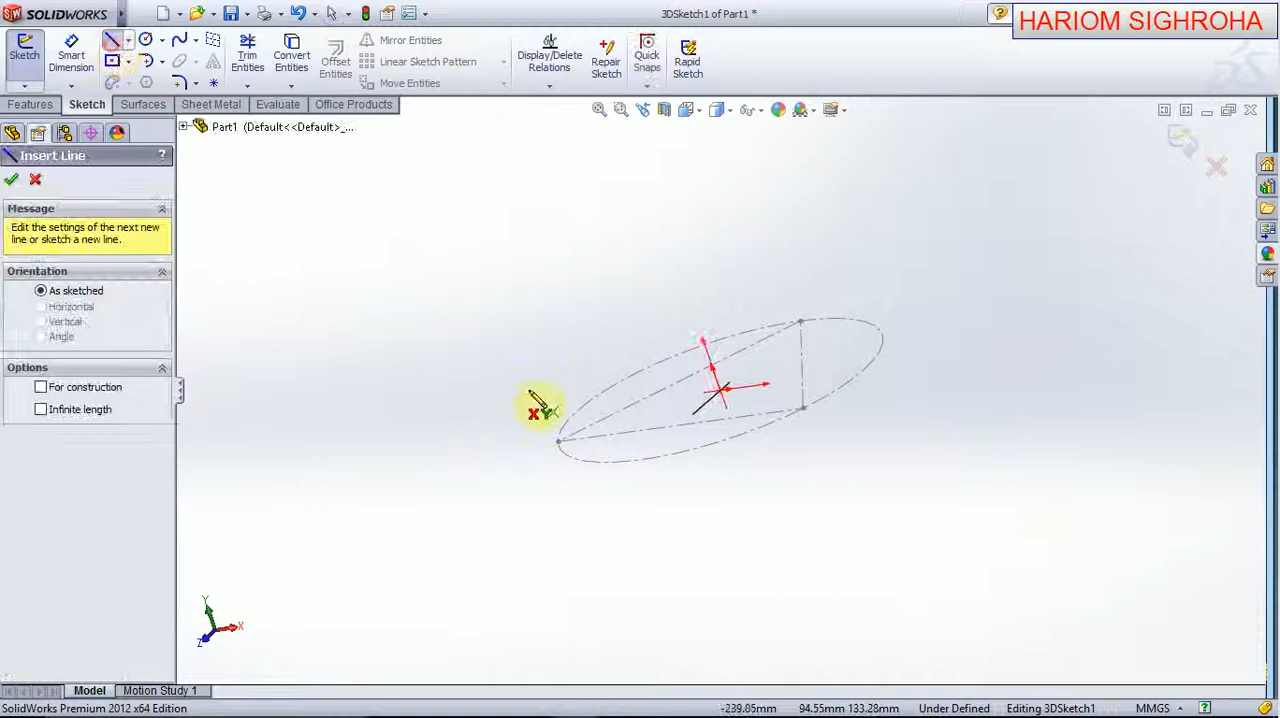 SOLIDWORKS
3DSketch1 of Part1 *
HARIOM SIGHROHA
Sketch
Smart Dimension
Trim Entities
Convert Entities
Offset Entities
Mirror Entities
Linear Sketch Pattern
Move Entities
Display/Delete Relations
Repair Sketch
Quick Snaps
Rapid Sketch
Features
Sketch
Surfaces
Sheet Metal
Evaluate
Office Products
Part1 (Default<<Default>_...
Insert Line
?
Message
Edit the settings of the next new
line or sketch a new line.
Orientation
As sketched
Horizontal
Vertical
Angle
Options
For construction
Infinite length
XY
Y
X
Z
Model
Motion Study 1
SolidWorks Premium 2012 x64 Edition
-239.05mm
94.55mm 133.28mm
Under Defined
Editing 3DSketch1
MMGS
?